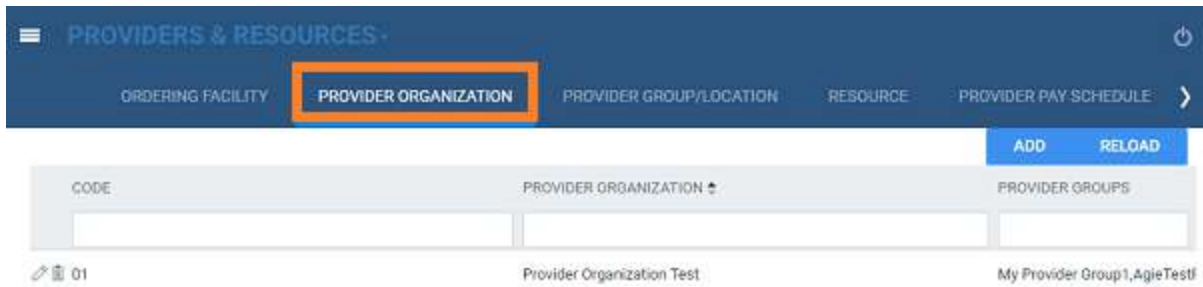 PROVIDERS & RESOURCES
ORDERING FACILITY PROVIDER ORGANIZATION PROVIDER GROUP/LOCATION RESOURCE PROVIDER PAY SCHEDULE
ADD RELOAD
CODE PROVIDER ORGANIZATION PROVIDER GROUPS
01 Provider Organization Test My Provider Group1,AgieTest